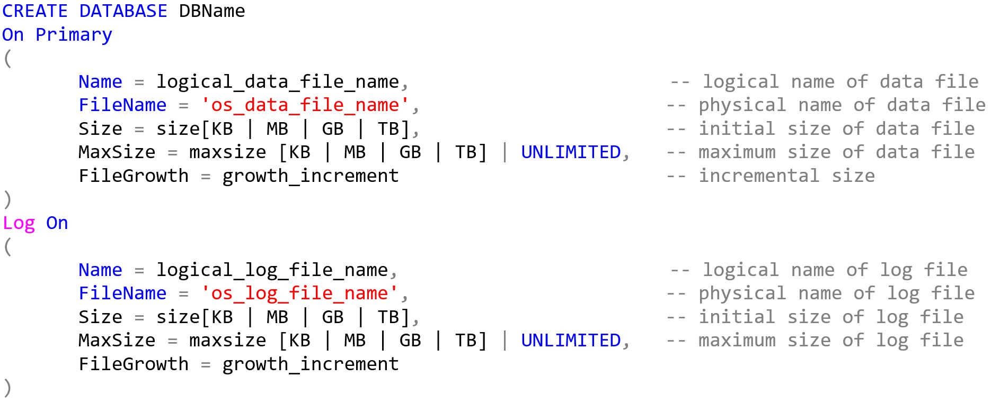 CREATE DATABASE DBName
On Primary
(
Name = logical_data_file_name, -- logical name of data file
FileName = 'os_data_file_name', -- physical name of data file
Size = size[KB | MB | GB | TB], -- initial size of data file
MaxSize = maxsize [KB | MB | GB | TB] | UNLIMITED, -- maximum size of data file
FileGrowth = growth_increment -- incremental size
)
Log On
(
Name = logical_log_file_name, -- logical name of log file
FileName = 'os_log_file_name', -- physical name of log file
Size = size[KB | MB | GB | TB], -- initial size of log file
MaxSize = maxsize [KB | MB | GB | TB] | UNLIMITED, -- maximum size of log file
FileGrowth = growth_increment
)